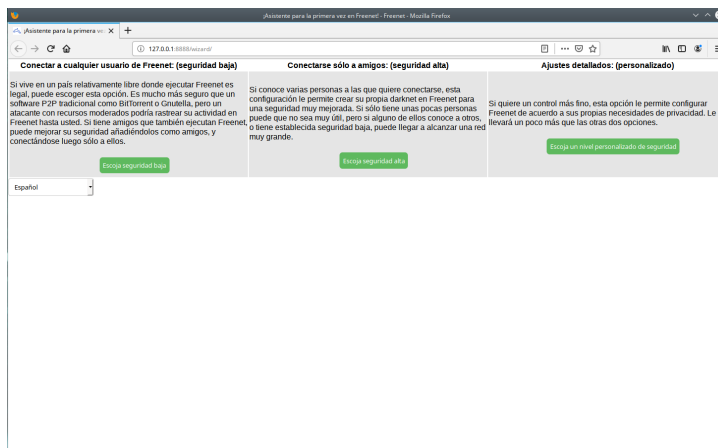 ¡Asistente para la primera vez en Freenet! - Freenet - Mozilla Firefox
¡Asistente para la primera vez
127.0.0.1:8888/wizard/
Conectar a cualquier usuario de Freenet: (seguridad baja)
Si vive en un país relativamente libre donde ejecutar Freenet es
legal, puede escoger esta opción. Es mucho más seguro que un
software P2P tradicional como BitTorrent o Gnutella, pero un
atacante con recursos moderados podría rastrear su actividad en
Freenet hasta usted. Si tiene amigos que también ejecutan Freenet,
puede mejorar su seguridad añadiéndolos como amigos, y
conectándose luego sólo a ellos.
Escoja seguridad baja
Conectarse sólo a amigos: (seguridad alta)
Si conoce varias personas a las que quiere conectarse, esta
configuración le permite crear su propia darknet en Freenet para
una seguridad muy mejorada. Si sólo tiene unas pocas personas
puede que no sea muy útil, pero si alguno de ellos conoce a otros,
o tiene establecida seguridad baja, puede llegar a alcanzar una red
muy grande.
Escoja seguridad alta
Ajustes detallados: (personalizado)
Si quiere un control más fino, esta opción le permite configurar
Freenet de acuerdo a sus propias necesidades de privacidad. Le
llevará un poco más que las otras dos opciones.
Escoja un nivel personalizado de seguridad
Español